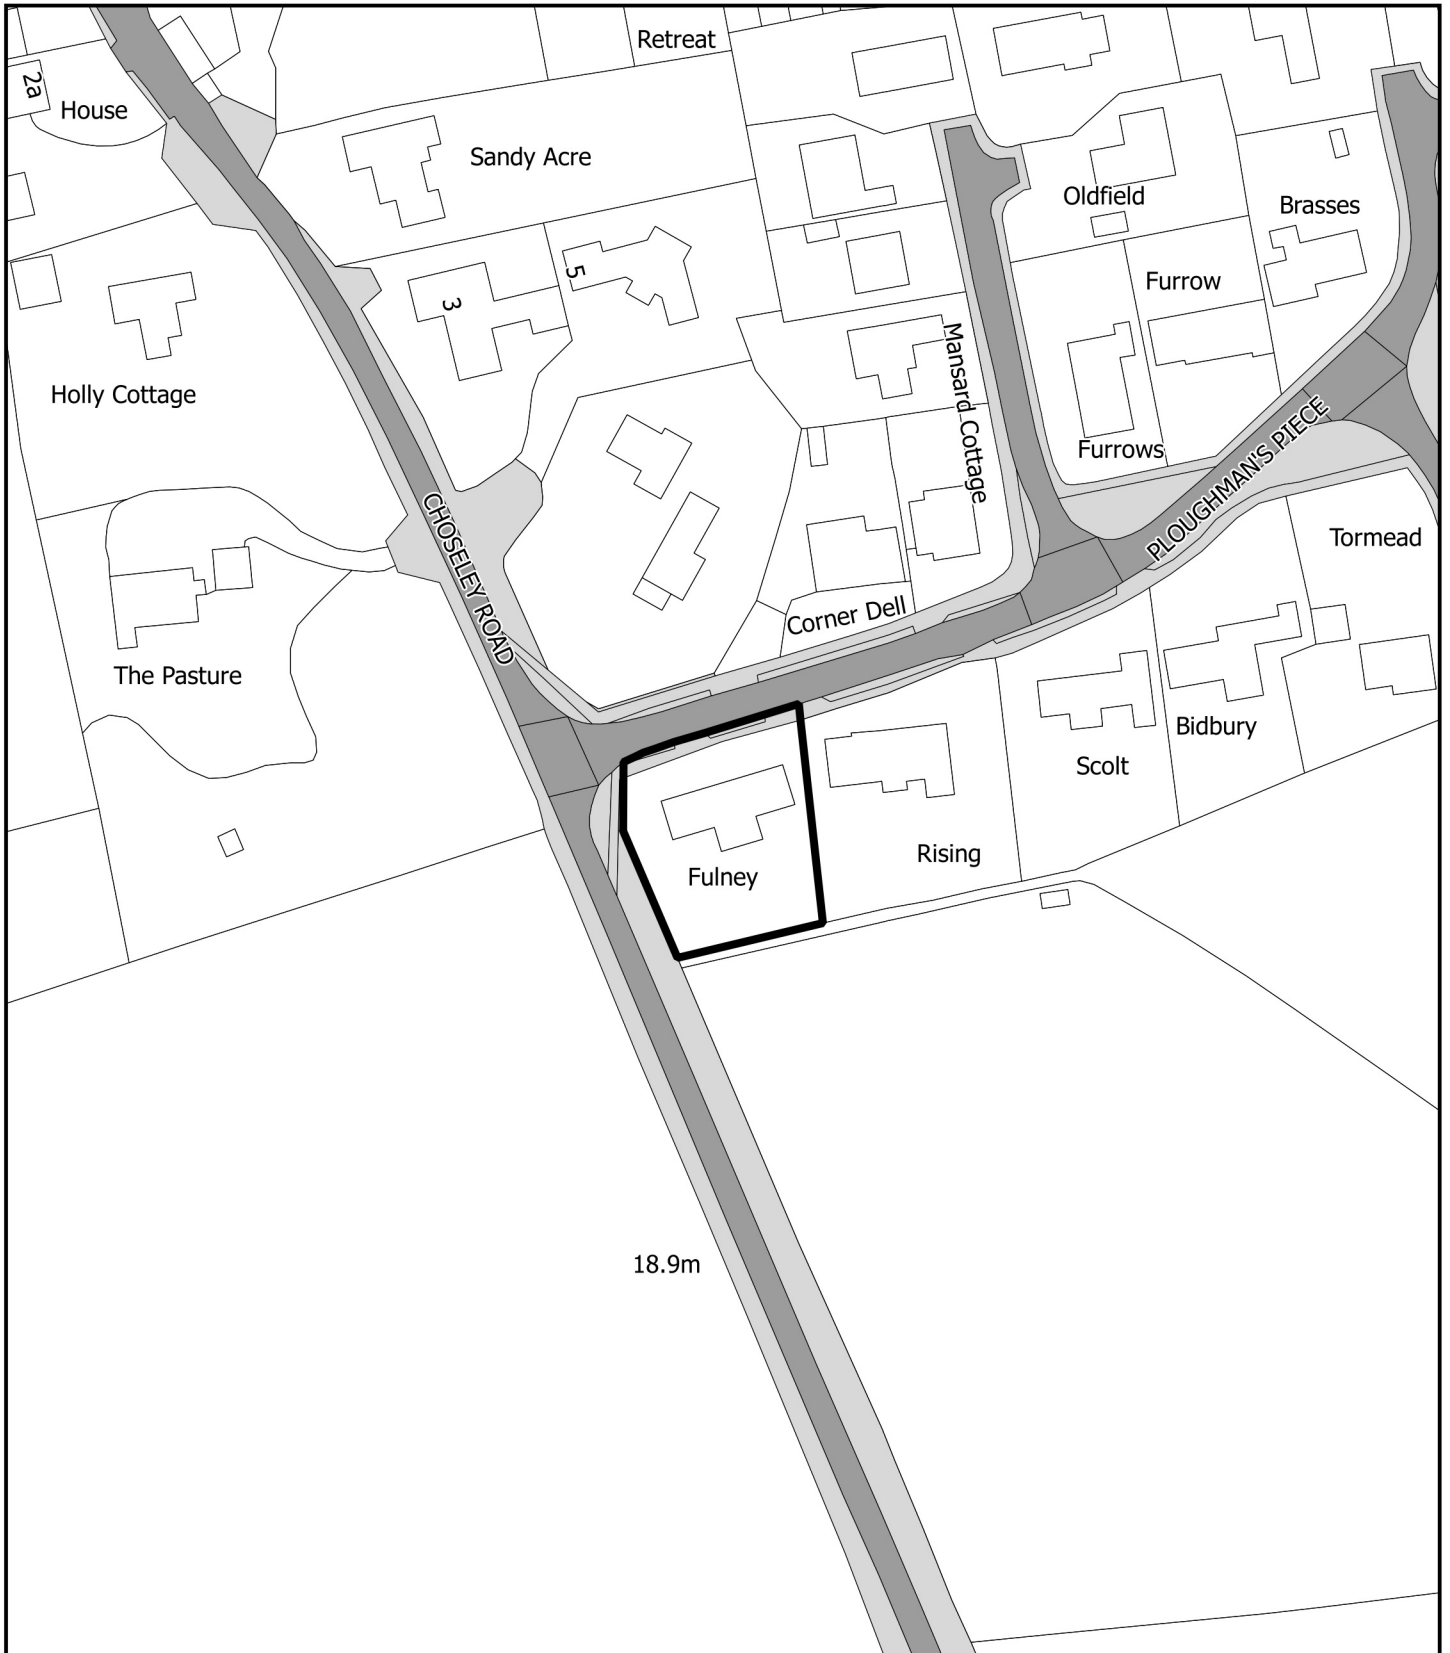 Retreat
2a
House
Sandy Acre
Oldfield
Brasses
5
3
Furrow
Holly Cottage
Mansard Cottage
PLOUGHMAN'S PIECE
Furrows
CHOSELEY ROAD
Tormead
Corner Dell
The Pasture
Bidbury
Scolt
Rising
Fulney
18.9m